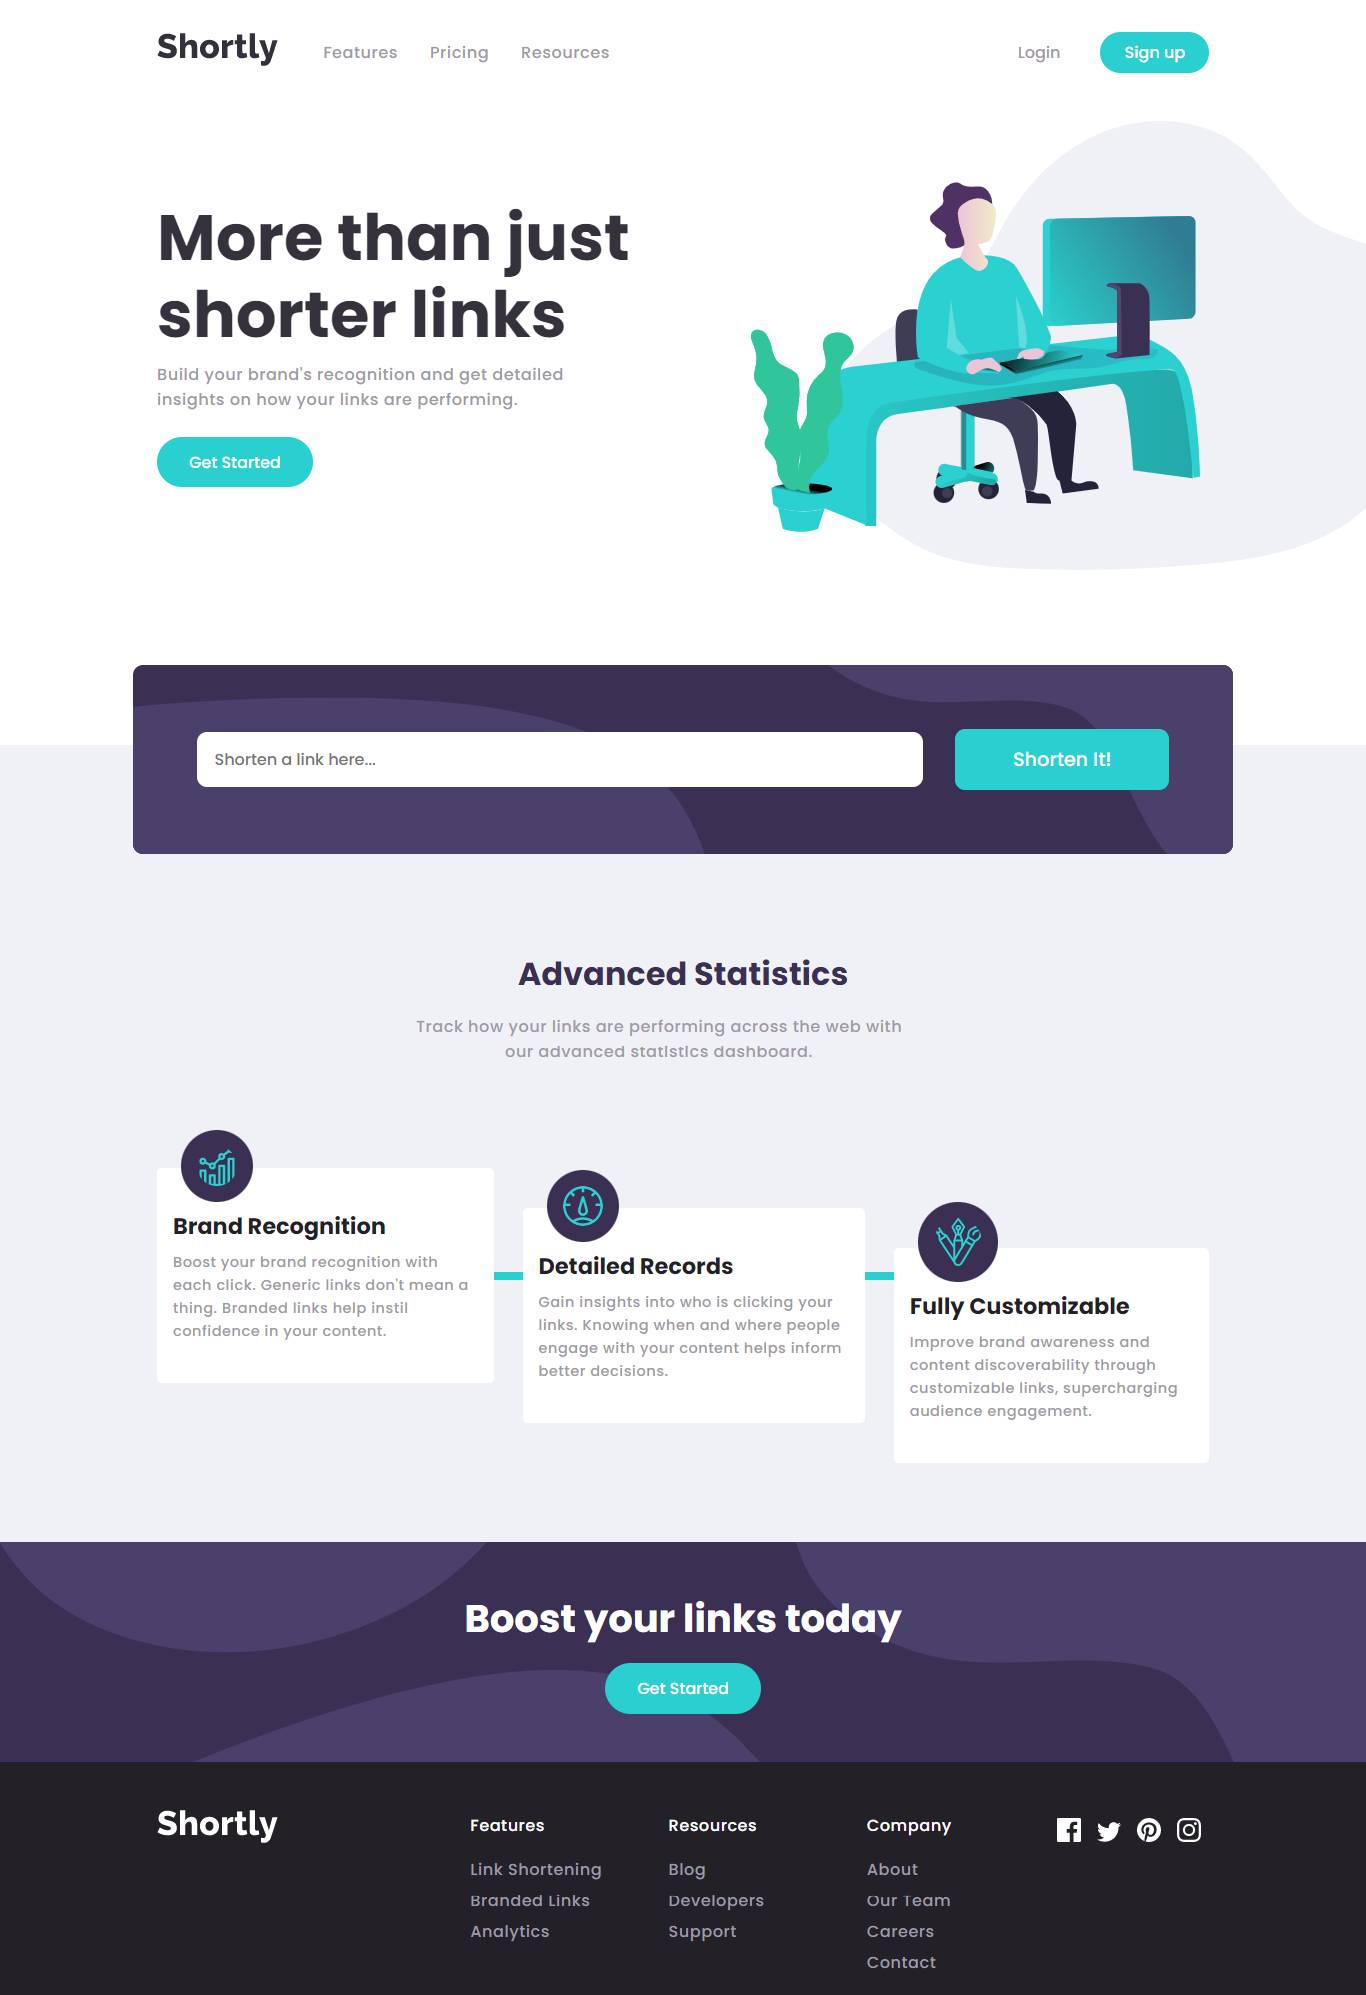 Shortly
Features Pricing Resources
Login
Sign up
More than just
shorter links
Build your brand's recognition and get detailed
insights on how your links are performing.
Get Started
Shorten a link here...
Shorten It!
Advanced Statistics
Track how your links are performing across the web with
our advanced statistics dashboard.
Brand Recognition
Boost your brand recognition with
each click. Generic links don't mean a
thing. Branded links help instil
confidence in your content.
Detailed Records
Gain insights into who is clicking your
links. Knowing when and where people
engage with your content helps inform
better decisions.
Fully Customizable
Improve brand awareness and
content discoverability through
customizable links, supercharging
audience engagement.
Boost your links today
Get Started
Shortly
Features
Link Shortening
Branded Links
Analytics
Resources
Blog
Developers
Support
Company
About
Our Team
Careers
Contact